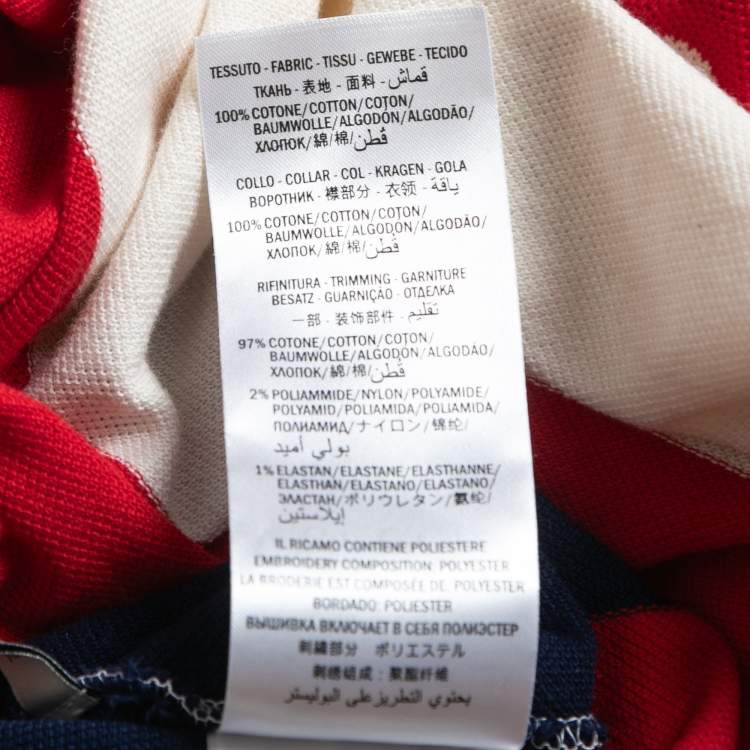 TESSUTO - FABRIC - TISSU - GEWEBE - TECIDO
ТКАНЬ - 表地 - 面料 - قماش
100% COTONE/COTTON/COTON/
BAUMWOLLE/ALGODÓN/ALGODÃO/
ХЛОПОК/綿/棉/قُطن
COLLO - COLLAR - COL - KRAGEN - GOLA
ВОРОТНИК - 襟部分 - 衣领 - ياقة
100% COTONE/COTTON/COTON/
BAUMWOLLE/ALGODÓN/ALGODÃO/
ХЛОПОК/綿/棉/قُطن
RIFINITURA - TRIMMING - GARNITURE
BESATZ - GUARNIÇÃO - ОТДЕЛКА
一部 - 装饰部件 - تقليم
97% COTONE/COTTON/COTON/
BAUMWOLLE/ALGODÓN/ALGODÃO/
ХЛОПОК/綿/棉/قُطن
2% POLIAMMIDE/NYLON/POLYAMIDE/
POLYAMID/POLIAMIDA/POLIAMIDA/
ПОЛИАМИД/ナイロン/锦纶/
بولي أميد
1% ELASTAN/ELASTANE/ELASTHANNE/
ELASTHAN/ELASTANO/ELASTANO/
ЭЛАСТАН/ポリウレタン/氨纶/
إيلاستين
IL RICAMO CONTIENE POLIESTERE
EMBROIDERY COMPOSITION: POLYESTER
LA BRODERIE EST COMPOSÉE DE: POLYESTER
BORDADO: POLIESTER
ВЫШИВКА ВКЛЮЧАЕТ В СЕБЯ ПОЛИЭСТЕР
刺繍部分 ポリエステル
刺绣组成: 聚酯纤维
يحتوي التطريز على البوليستر